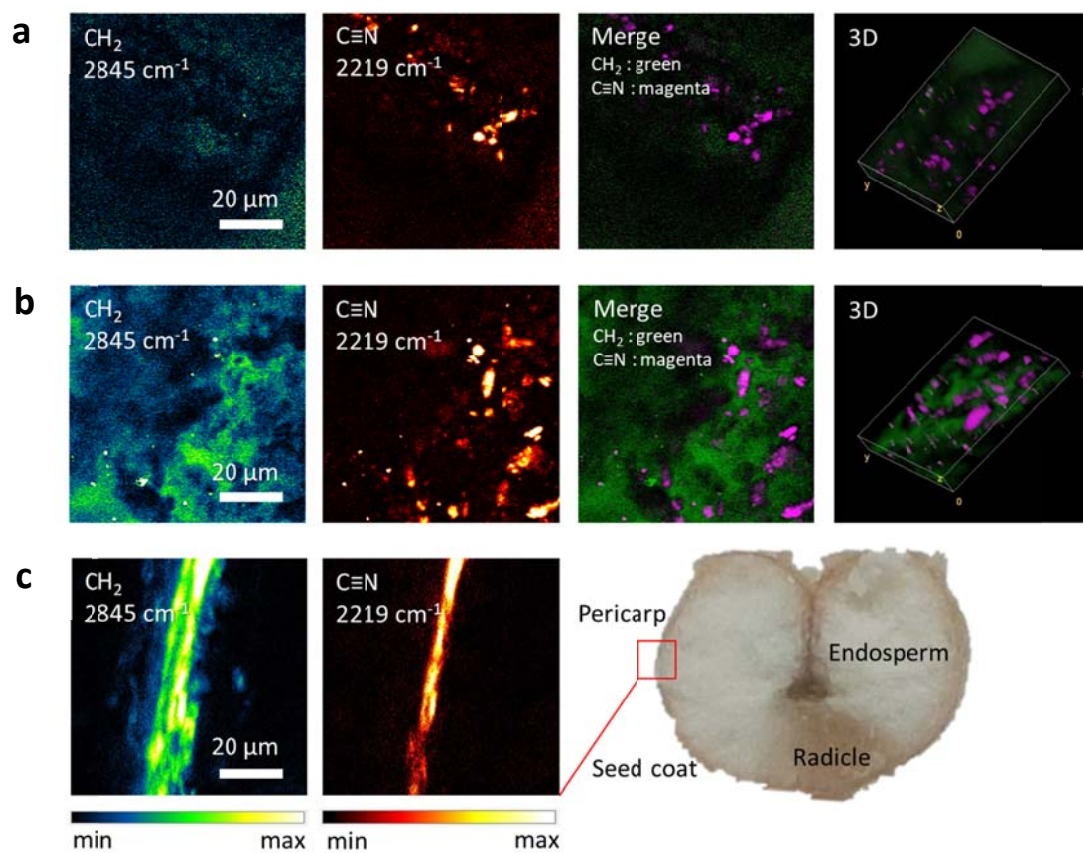 a
CH₂
2845 cm⁻¹
20 µm
C≡N
2219 cm⁻¹
Merge
CH₂ : green
C≡N : magenta
3D
y
z
0
b
CH₂
2845 cm⁻¹
20 µm
C≡N
2219 cm⁻¹
Merge
CH₂ : green
C≡N : magenta
3D
y
z
0
c
CH₂
2845 cm⁻¹
20 µm
C≡N
2219 cm⁻¹
Pericarp
Endosperm
Radicle
Seed coat
min max
min max